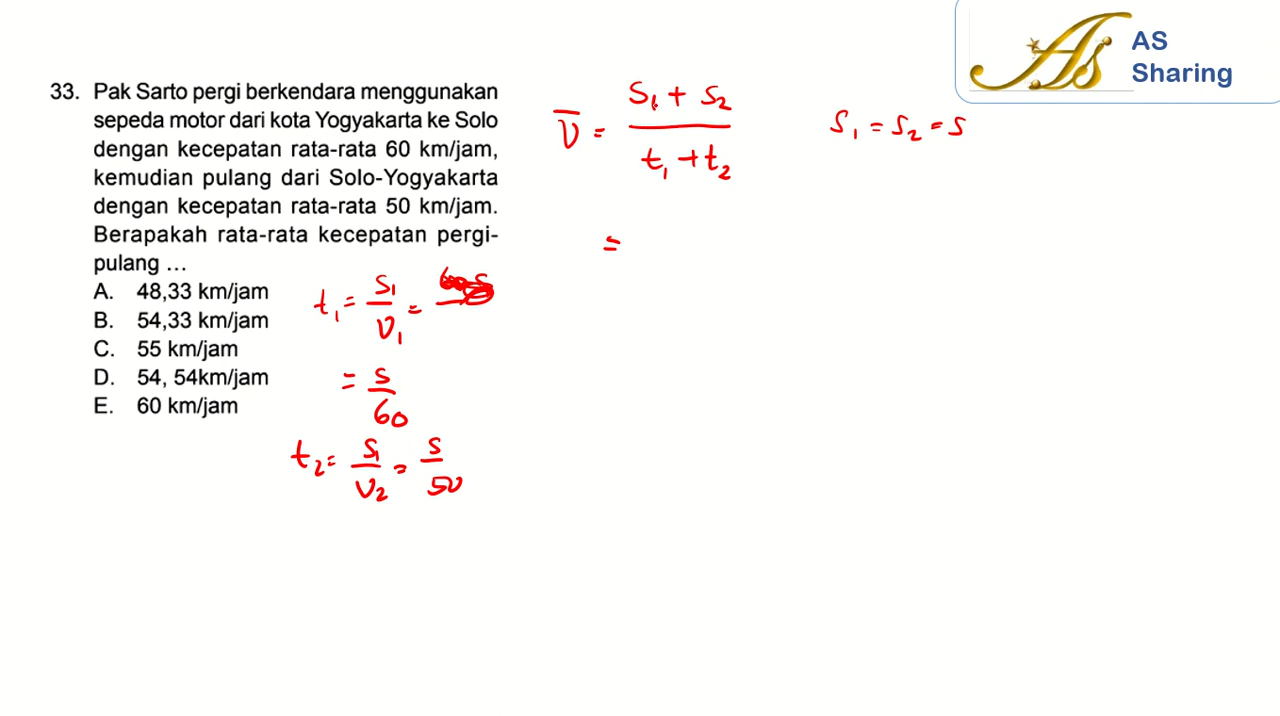 AS
Sharing
33. Pak Sarto pergi berkendara menggunakan
sepeda motor dari kota Yogyakarta ke Solo
dengan kecepatan rata-rata 60 km/jam,
kemudian pulang dari Solo-Yogyakarta
dengan kecepatan rata-rata 50 km/jam.
Berapakah rata-rata kecepatan pergi-
pulang ...
A. 48,33 km/jam
B. 54,33 km/jam
C. 55 km/jam
D. 54, 54km/jam
E. 60 km/jam
t₁ = s₁/v₁ =
= s/60
t₂ = s₁/v₂ = s/50
v̄ = (s₁ + s₂)/(t₁ + t₂)
=
s₁ = s₂ = s